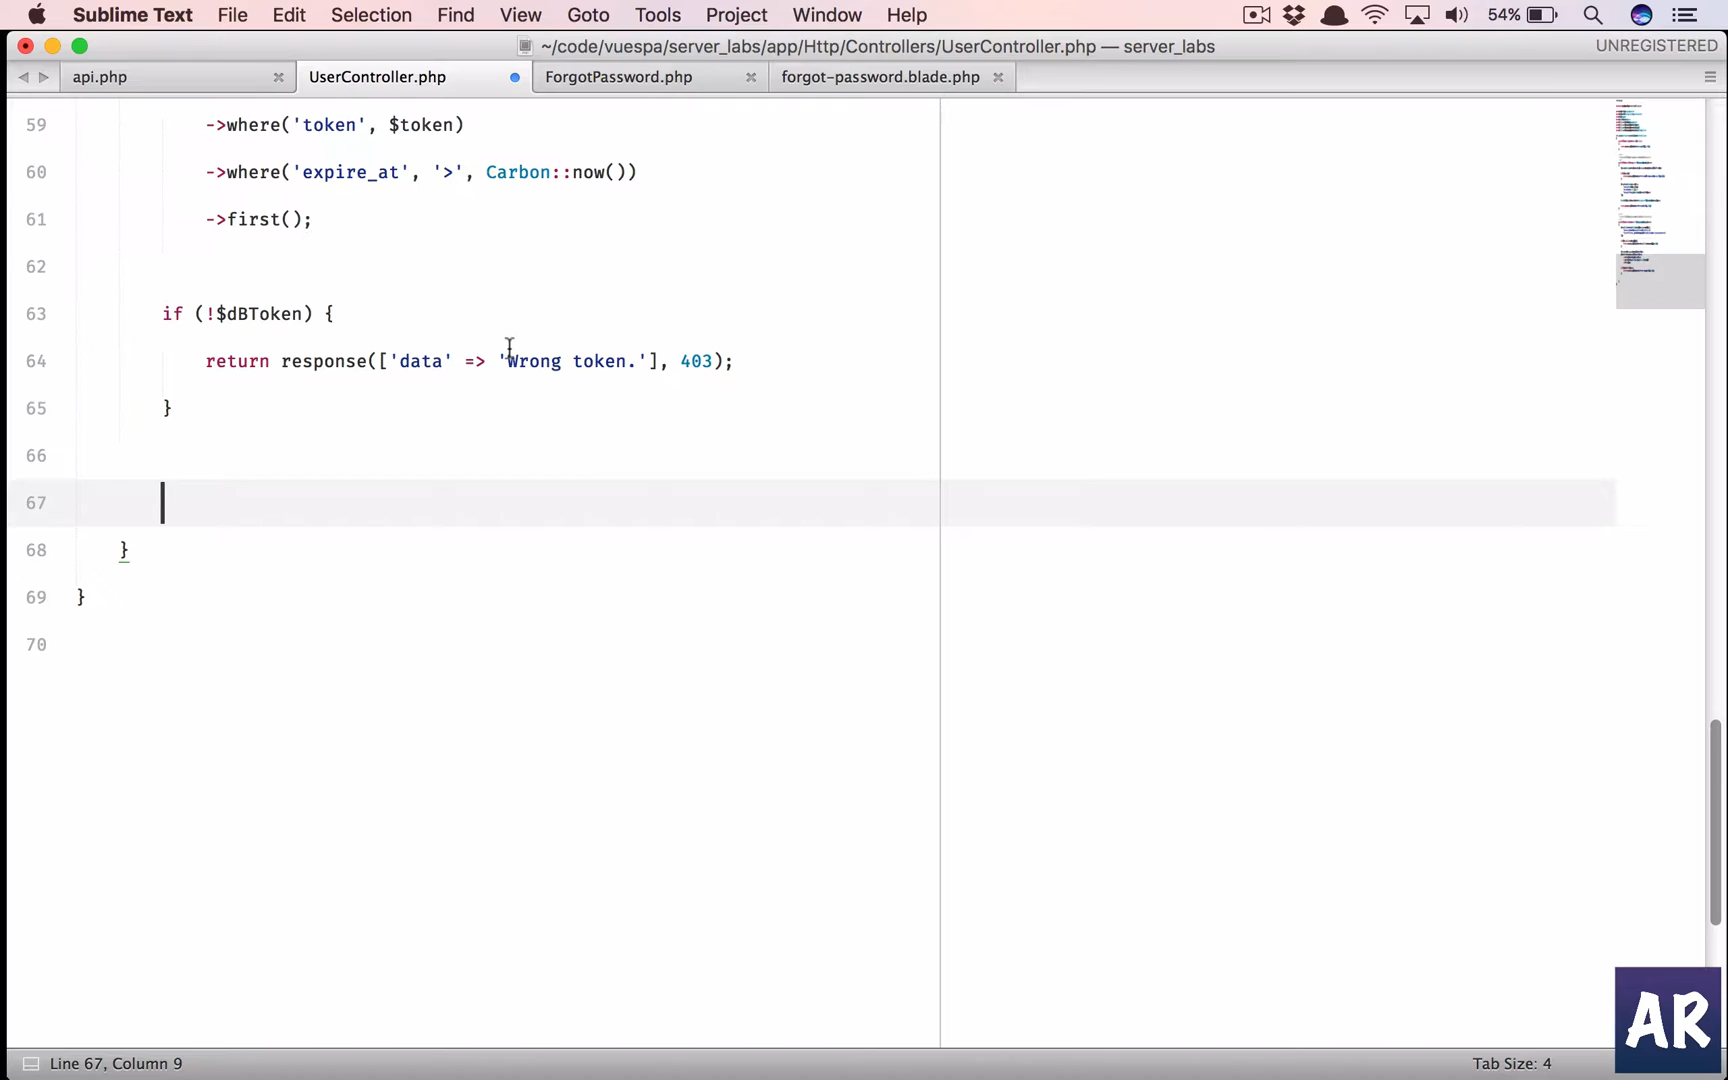 Sublime Text File Edit Selection Find View Goto Tools Project Window Help 54%
~/code/vuespa/server_labs/app/Http/Controllers/UserController.php — server_labs UNREGISTERED
api.php UserController.php ForgotPassword.php forgot-password.blade.php
59 ->where('token', $token)
60 ->where('expire_at', '>', Carbon::now())
61 ->first();
62
63 if (!$dBToken) {
64 return response(['data' => 'Wrong token.'], 403);
65 }
66
67
68 }
69 }
70
AR
Line 67, Column 9 Tab Size: 4